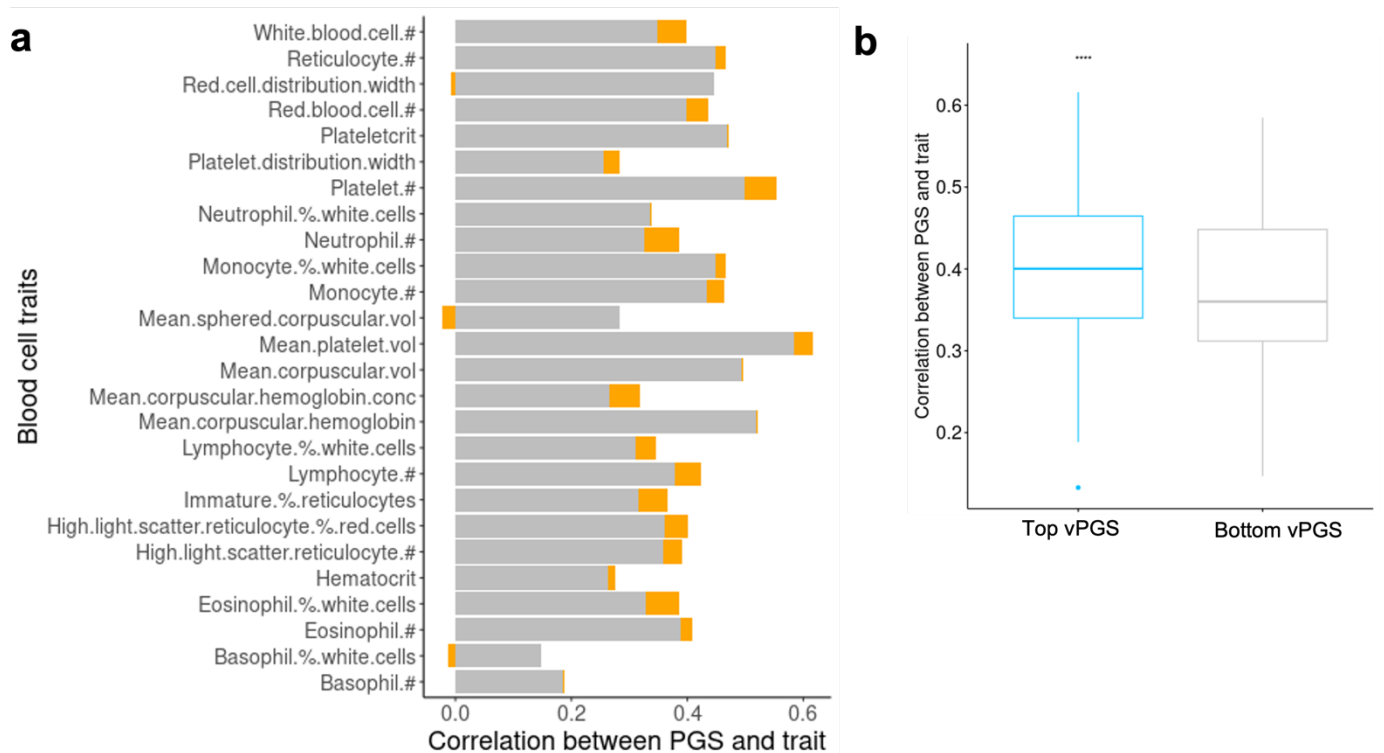 a
White.blood.cell.#
Reticulocyte.#
Red.cell.distribution.width
Red.blood.cell.#
Plateletcrit
Platelet.distribution.width
Platelet.#
Neutrophil.%.white.cells
Neutrophil.#
Monocyte.%.white.cells
Monocyte.#
Mean.sphered.corpuscular.vol
Mean.platelet.vol
Mean.corpuscular.vol
Mean.corpuscular.hemoglobin.conc
Mean.corpuscular.hemoglobin
Lymphocyte.%.white.cells
Lymphocyte.#
Immature.%.reticulocytes
High.light.scatter.reticulocyte.%.red.cells
High.light.scatter.reticulocyte.#
Hematocrit
Eosinophil.%.white.cells
Eosinophil.#
Basophil.%.white.cells
Basophil.#
Blood cell traits
0.0 0.2 0.4 0.6
Correlation between PGS and trait
b
****
0.6
0.5
0.4
0.3
0.2
Correlation between PGS and trait
Top vPGS Bottom vPGS